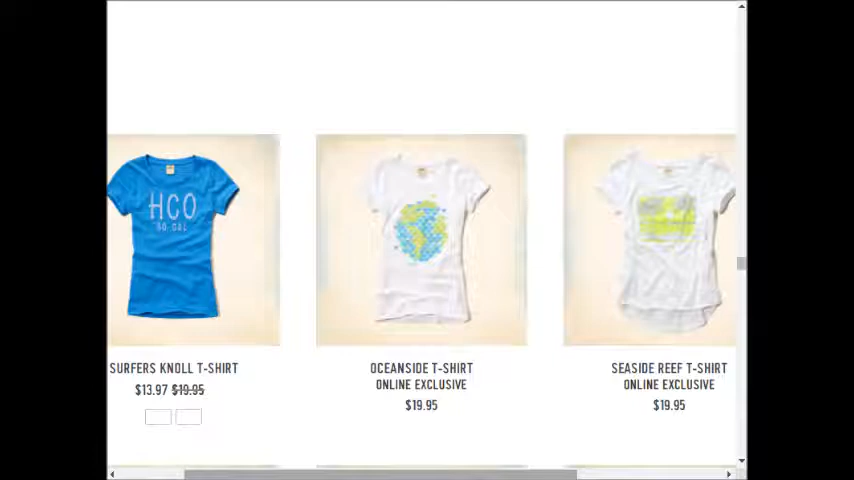 HCO
SO. CAL
SURFERS KNOLL T-SHIRT
$13.97 $19.95
OCEANSIDE T-SHIRT
ONLINE EXCLUSIVE
$19.95
SEASIDE REEF T-SHIRT
ONLINE EXCLUSIVE
$19.95